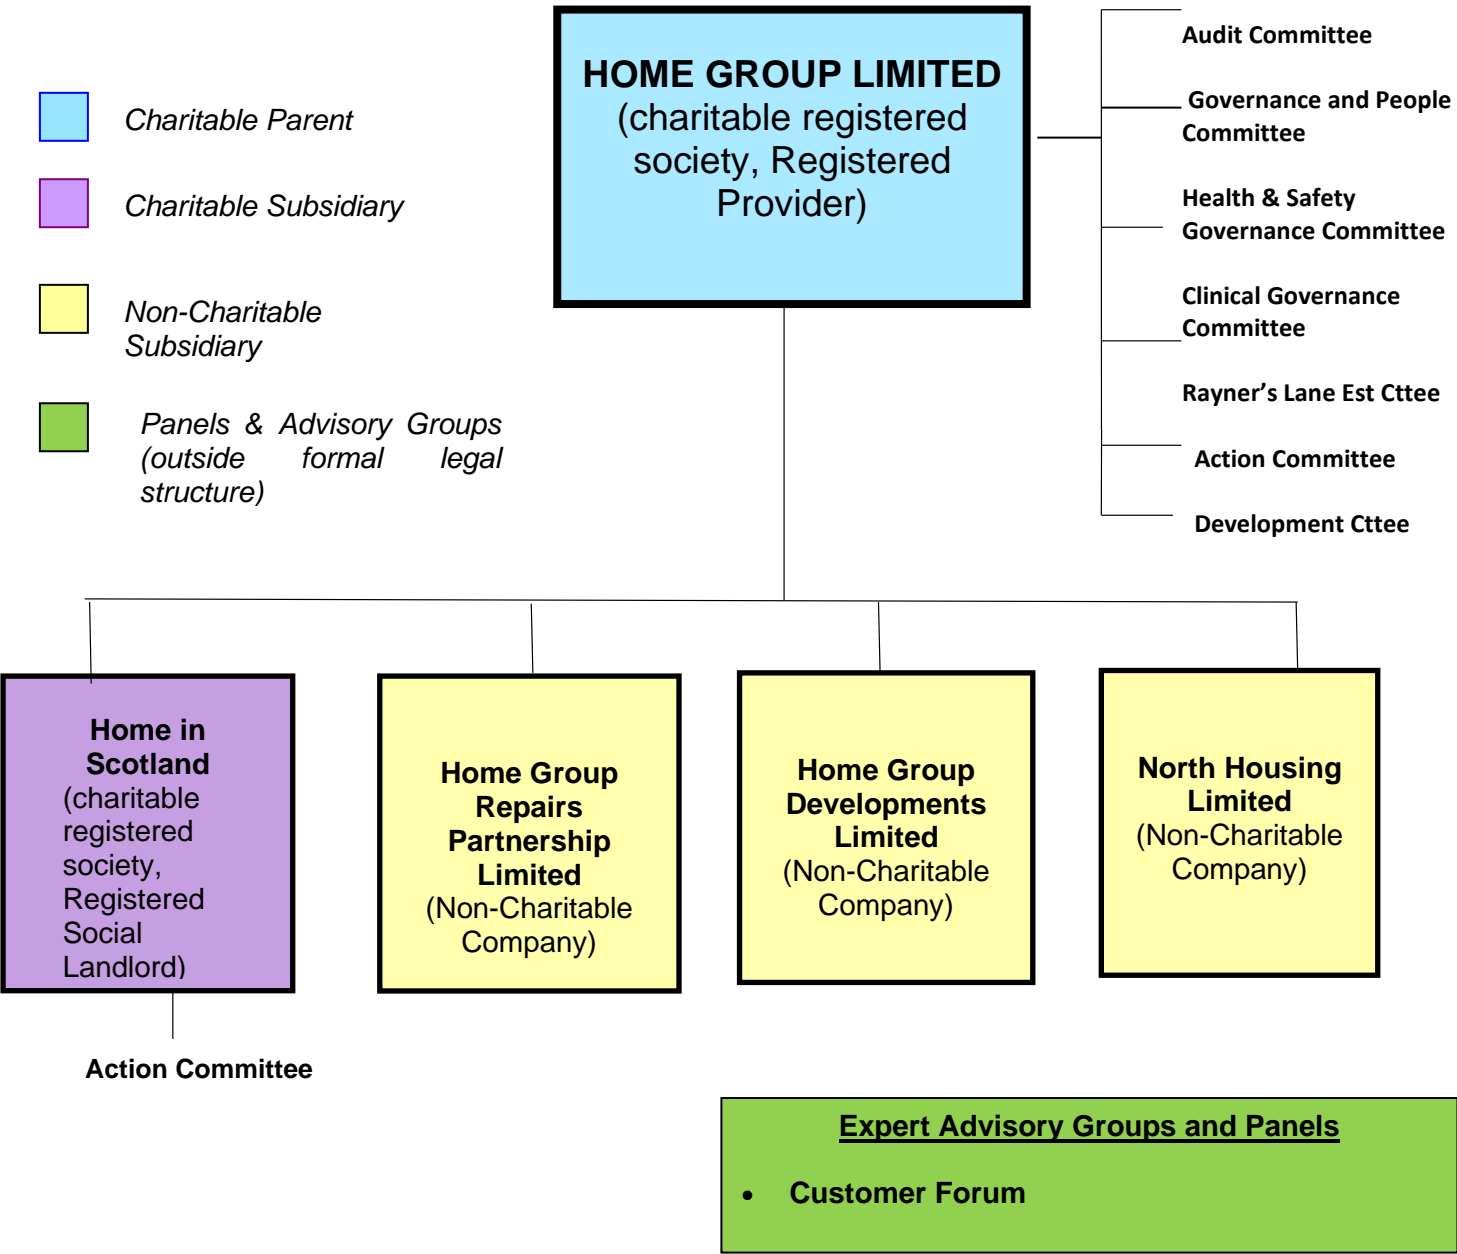 HOME GROUP LIMITED
(charitable registered
society, Registered
Provider)
Audit Committee
Governance and People
Committee
Health & Safety
Governance Committee
Clinical Governance
Committee
Rayner’s Lane Est Cttee
Action Committee
Development Cttee
Charitable Parent
Charitable Subsidiary
Non-Charitable
Subsidiary
Panels & Advisory Groups
(outside formal legal
structure)
Home in
Scotland
(charitable
registered
society,
Registered
Social
Landlord)
Action Committee
Home Group
Repairs
Partnership
Limited
(Non-Charitable
Company)
Home Group
Developments
Limited
(Non-Charitable
Company)
North Housing
Limited
(Non-Charitable
Company)
Expert Advisory Groups and Panels
• Customer Forum